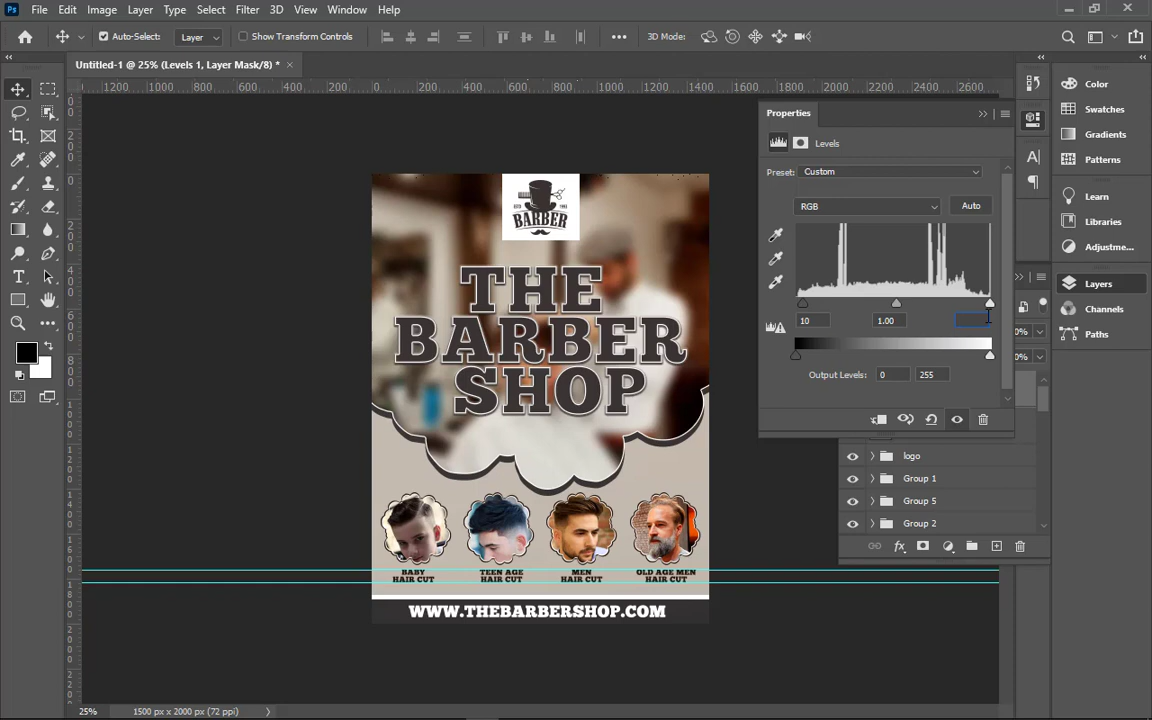 Ps File Edit Image Layer Type Select Filter 3D View Window Help
Auto-Select: Layer Show Transform Controls 3D Mode:
Untitled-1 @ 25% (Levels 1, Layer Mask/8) *
1200 1000 800 600 400 200 0 200 400 600 800 1000 1200 1400 1600 1800 2000 2200 2400 2600
Properties
Levels
Preset: Custom
RGB Auto
10 1.00
Output Levels: 0 255
Color
Swatches
Gradients
Patterns
Learn
Libraries
Adjustme...
Layers
Channels
Paths
0%
0%
logo
Group 1
Group 5
Group 2
BARBER
THE
BARBER
SHOP
BABY
HAIR CUT
TEEN AGE
HAIR CUT
MEN
HAIR CUT
OLD AGE MEN
HAIR CUT
WWW.THEBARBERSHOP.COM
25% 1500 px x 2000 px (72 ppi)